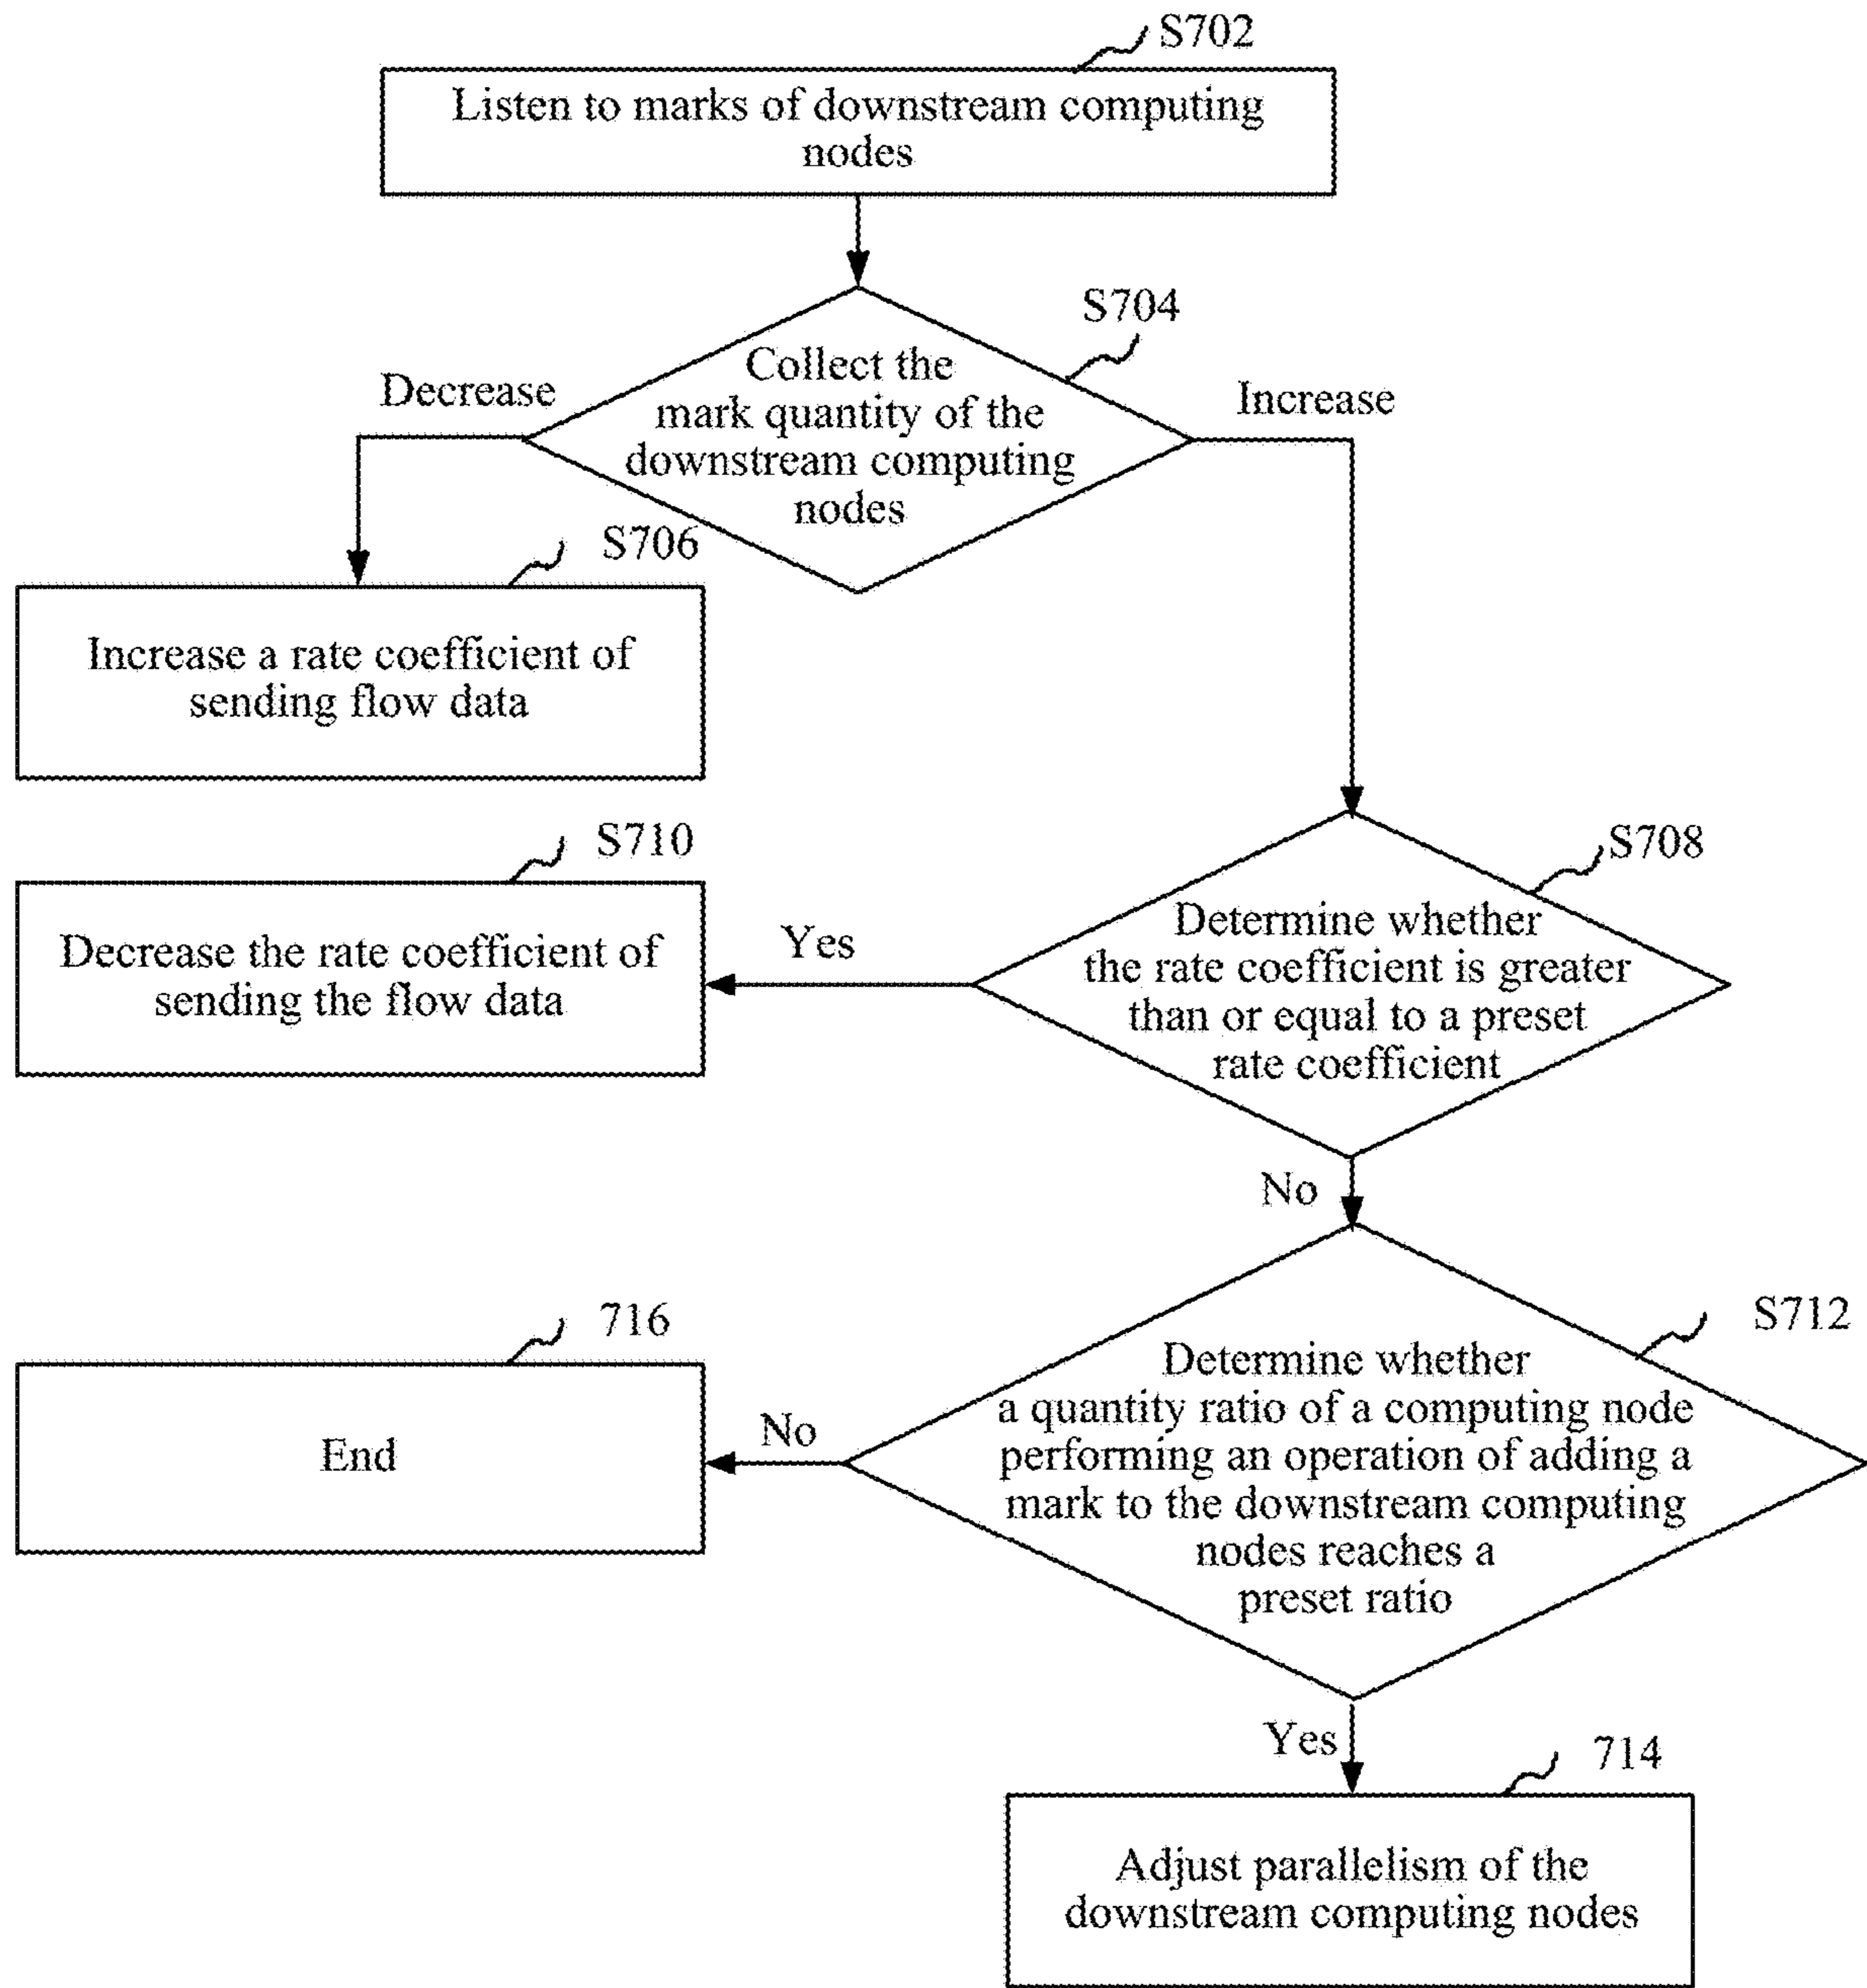 S702
Listen to marks of downstream computing
nodes
S704
Collect the
mark quantity of the
downstream computing
nodes
Decrease
Increase
S706
Increase a rate coefficient of
sending flow data
S708
Determine whether
the rate coefficient is greater
than or equal to a preset
rate coefficient
Yes
S710
Decrease the rate coefficient of
sending the flow data
No
S712
Determine whether
a quantity ratio of a computing node
performing an operation of adding a
mark to the downstream computing
nodes reaches a
preset ratio
No
716
End
Yes
714
Adjust parallelism of the
downstream computing nodes